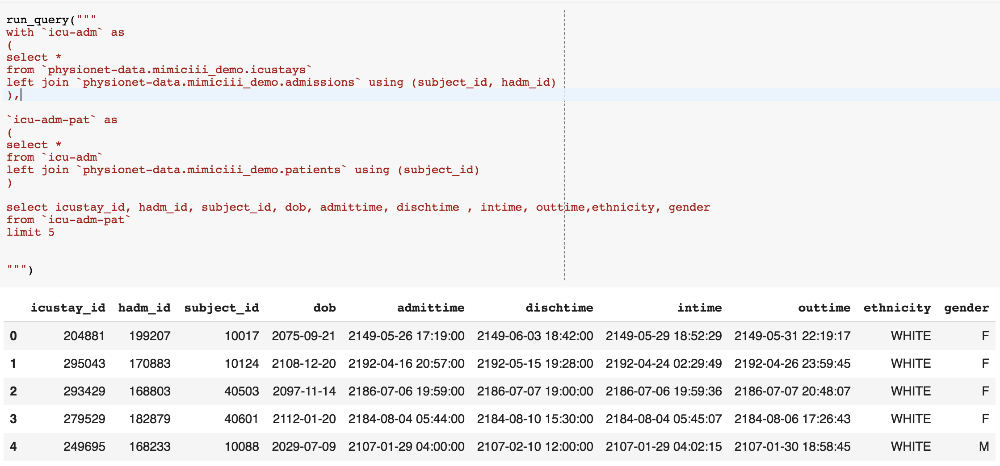 run_query("""
with `icu-adm` as
(
select *
from `physionet-data.mimiciii_demo.icustays`
left join `physionet-data.mimiciii_demo.admissions` using (subject_id, hadm_id)
),
`icu-adm-pat` as
(
select *
from `icu-adm`
left join `physionet-data.mimiciii_demo.patients` using (subject_id)
)
select icustay_id, hadm_id, subject_id, dob, admittime, dischtime , intime, outtime,ethnicity, gender
from `icu-adm-pat`
limit 5
""")
icustay_id hadm_id subject_id dob admittime dischtime intime outtime ethnicity gender
0 204881 199207 10017 2075-09-21 2149-05-26 17:19:00 2149-06-03 18:42:00 2149-05-29 18:52:29 2149-05-31 22:19:17 WHITE F
1 295043 170883 10124 2108-12-20 2192-04-16 20:57:00 2192-05-15 19:28:00 2192-04-24 02:29:49 2192-04-26 23:59:45 WHITE F
2 293429 168803 40503 2097-11-14 2186-07-06 19:59:00 2186-07-07 19:00:00 2186-07-06 19:59:36 2186-07-07 20:48:07 WHITE F
3 279529 182879 40601 2112-01-20 2184-08-04 05:44:00 2184-08-10 15:30:00 2184-08-04 05:45:07 2184-08-06 17:26:43 WHITE F
4 249695 168233 10088 2029-07-09 2107-01-29 04:00:00 2107-02-10 12:00:00 2107-01-29 04:02:15 2107-01-30 18:58:45 WHITE M